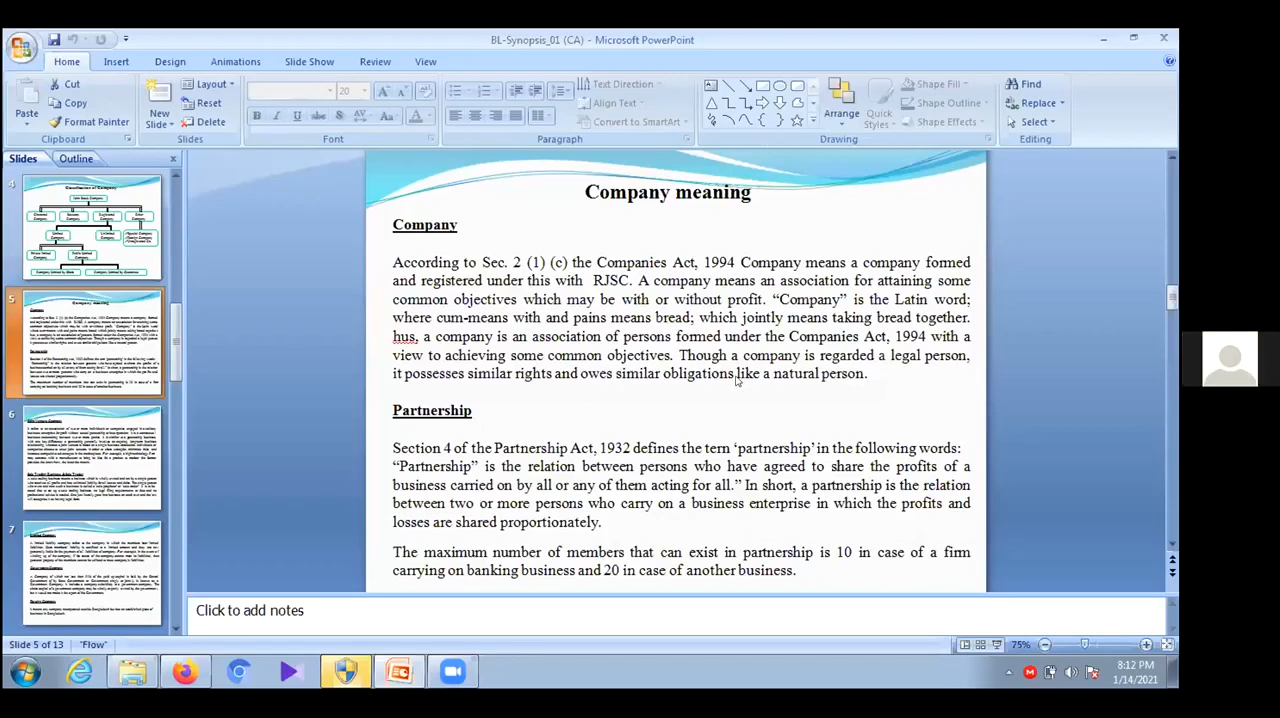 BL-Synopsis_01 (CA) - Microsoft PowerPoint
Home Insert Design Animations Slide Show Review View
Cut
Copy
Format Painter
Paste
Clipboard
New Slide
Layout
Reset
Delete
Slides
20
Font
Text Direction
Align Text
Convert to SmartArt
Paragraph
Arrange
Quick Styles
Shape Fill
Shape Outline
Shape Effects
Drawing
Find
Replace
Select
Editing
Slides Outline
4
5
6
7
Company meaning
Company
According to Sec. 2 (1) (c) the Companies Act, 1994 Company means a company formed
and registered under this with RJSC. A company means an association for attaining some
common objectives which may be with or without profit. “Company” is the Latin word;
where cum means with and pains means bread; which jointly means taking bread together.
hus, a company is an association of persons formed under the Companies Act, 1994 with a
view to achieving some common objectives. Though Company is regarded a legal person,
it possesses similar rights and owes similar obligations like a natural person.
Partnership
Section 4 of the Partnership Act, 1932 defines the tern ‘partnership’ in the following words:
“Partnership” is the relation between persons who have agreed to share the profits of a
business carried on by all or any of them acting for all.” In short, a partnership is the relation
between two or more persons who carry on a business enterprise in which the profits and
losses are shared proportionately.
The maximum number of members that can exist in partnership is 10 in case of a firm
carrying on banking business and 20 in case of another business.
Click to add notes
Slide 5 of 13 "Flow" 75%
8:12 PM
1/14/2021